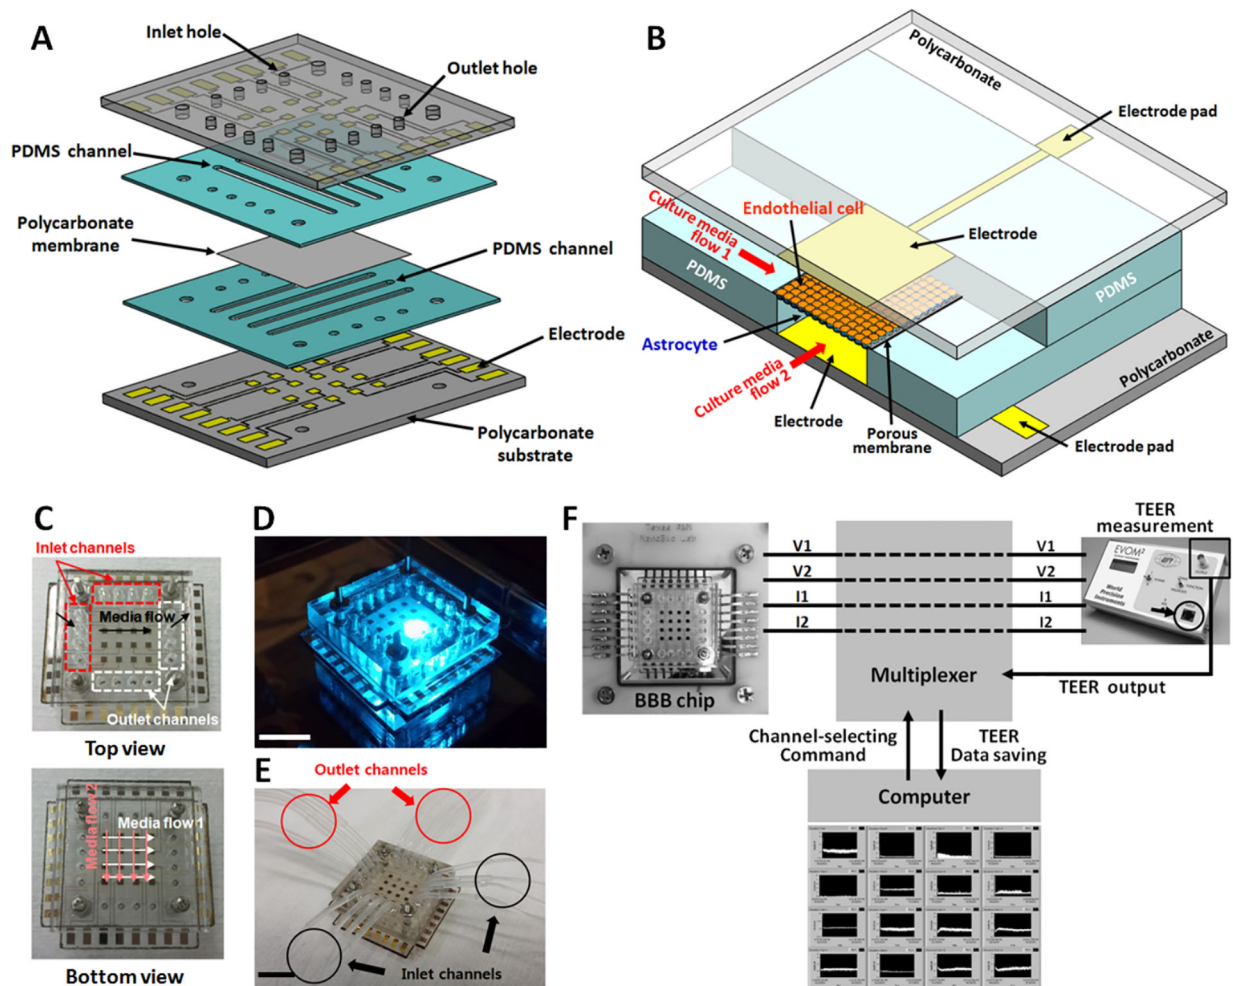 A
Inlet hole
Outlet hole
PDMS channel
Polycarbonate
membrane
PDMS channel
Electrode
Polycarbonate
substrate
B
Polycarbonate
Electrode pad
Endothelial cell
Culture media
flow 1
Electrode
PDMS
PDMS
Astrocyte
Culture media
flow 2
Electrode
Porous
membrane
Polycarbonate
Electrode pad
C
Inlet channels
Media flow
Outlet channels
Top view
Media flow 2
Media flow 1
Bottom view
D
E
Outlet channels
Inlet channels
F
BBB chip
V1
V2
I1
I2
V1
V2
I1
I2
Multiplexer
TEER
measurement
EVOM²
World
Precision
Instruments
TEER output
Channel-selecting
Command
TEER
Data saving
Computer